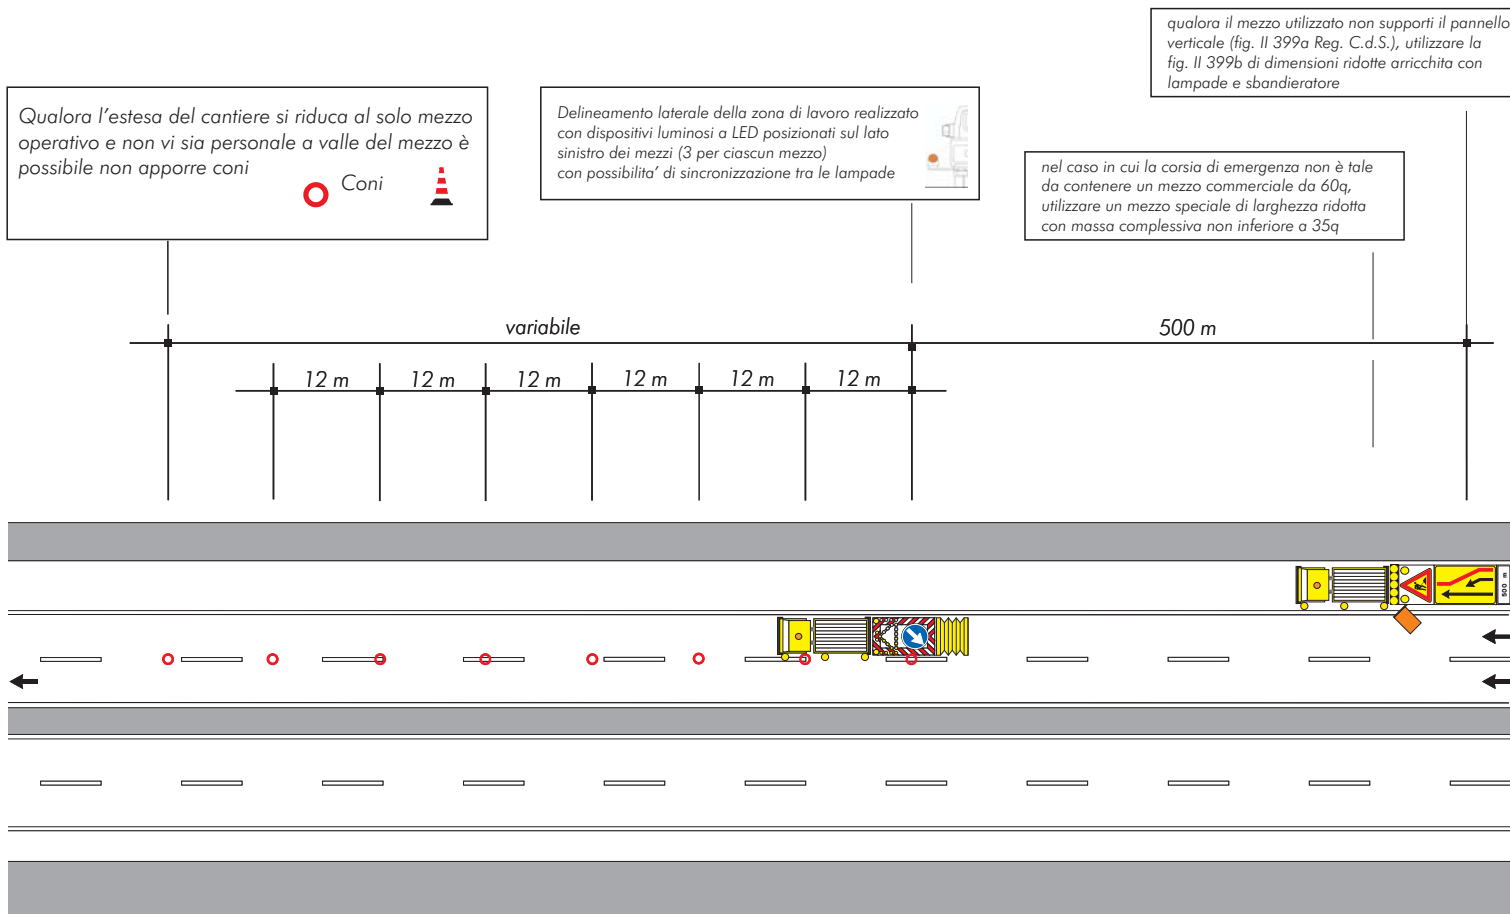 qualora il mezzo utilizzato non supporti il pannello
verticale (fig. II 399a Reg. C.d.S.), utilizzare la
fig. II 399b di dimensioni ridotte arricchita con
lampade e sbandieratore
Qualora l'estesa del cantiere si riduca al solo mezzo
operativo e non vi sia personale a valle del mezzo è
possibile non apporre coni
Coni
Delineamento laterale della zona di lavoro realizzato
con dispositivi luminosi a LED posizionati sul lato
sinistro dei mezzi (3 per ciascun mezzo)
con possibilita' di sincronizzazione tra le lampade
nel caso in cui la corsia di emergenza non è tale
da contenere un mezzo commerciale da 60q,
utilizzare un mezzo speciale di larghezza ridotta
con massa complessiva non inferiore a 35q
variabile
500 m
12 m
12 m
12 m
12 m
12 m
12 m
500 m